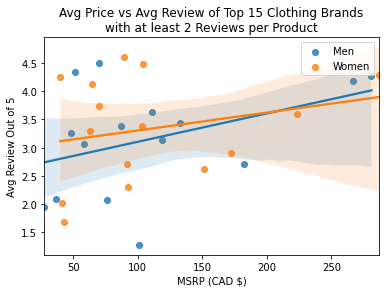 Avg Price vs Avg Review of Top 15 Clothing Brands
with at least 2 Reviews per Product
Men
Women
Avg Review Out of 5
4.5
4.0
3.5
3.0
2.5
2.0
1.5
50
100
150
200
250
MSRP (CAD $)